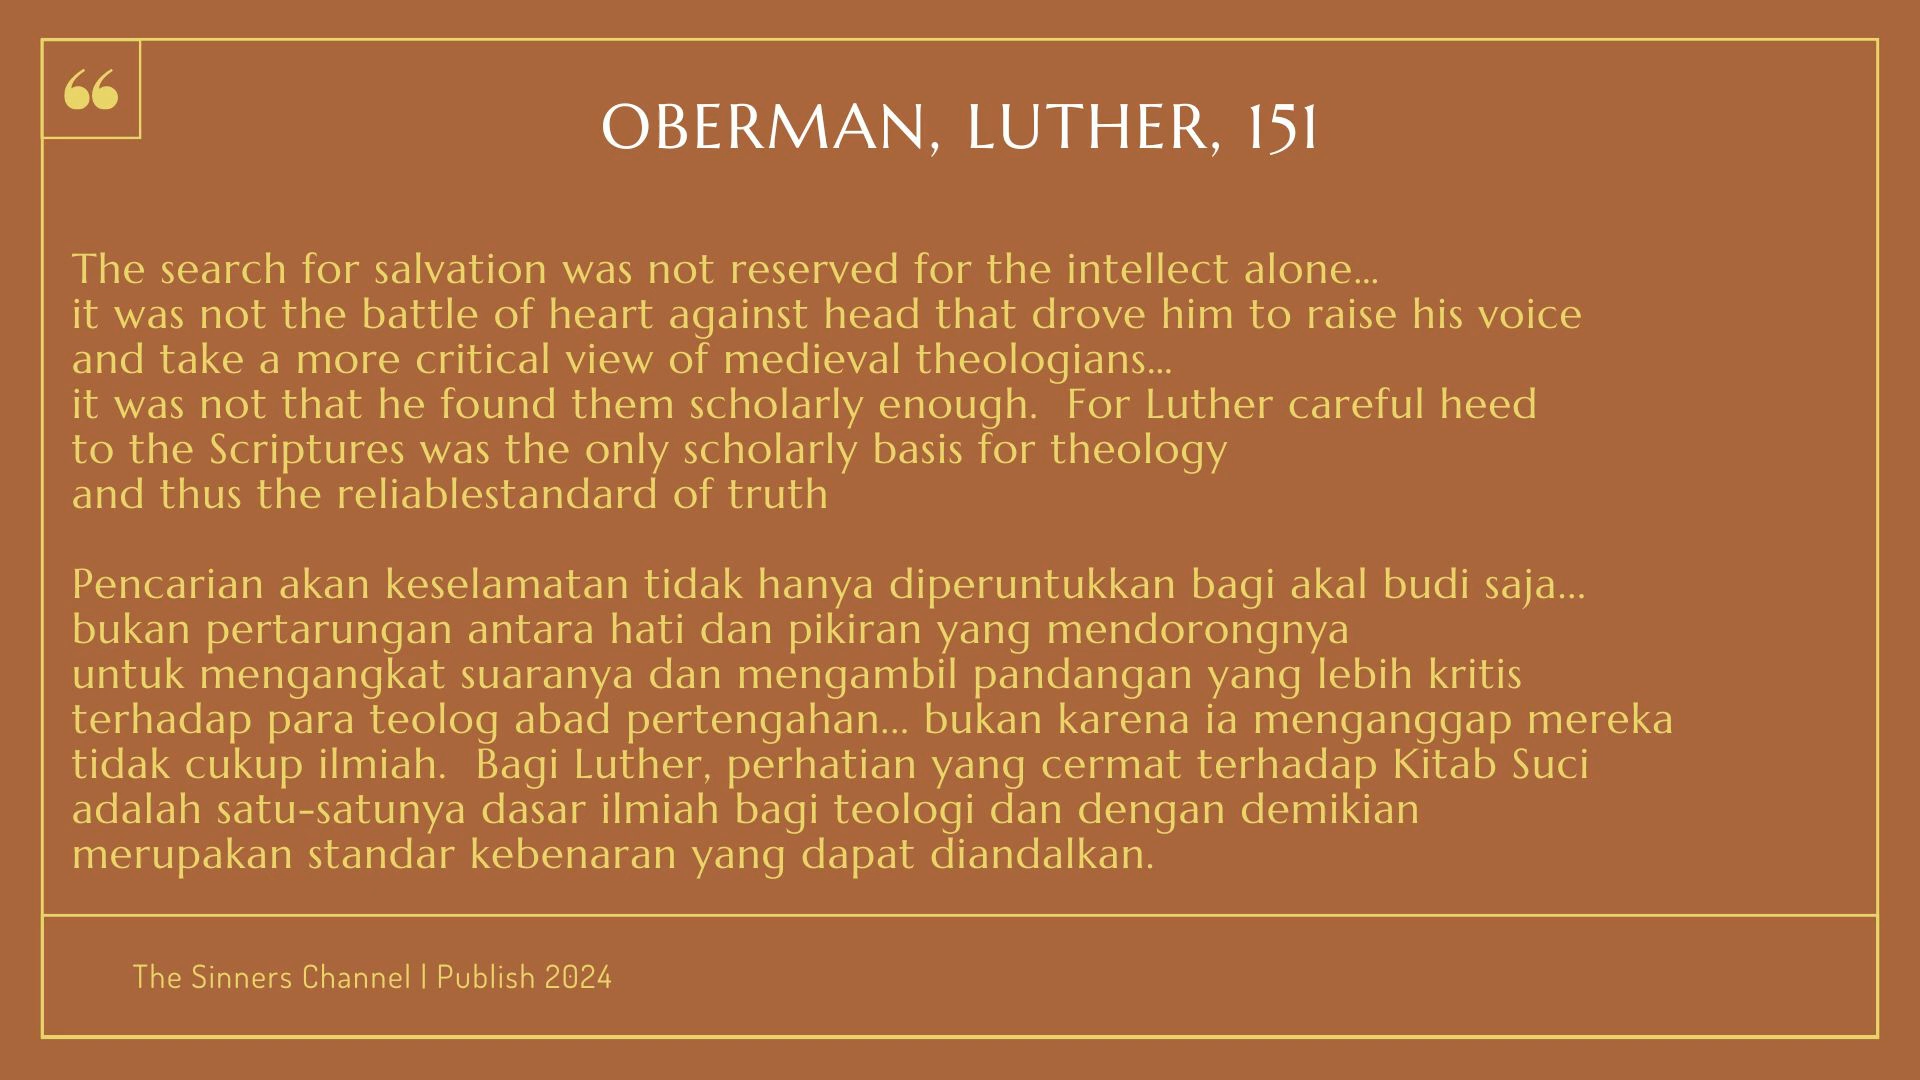 OBERMAN, LUTHER, 151
The search for salvation was not reserved for the intellect alone...
it was not the battle of heart against head that drove him to raise his voice
and take a more critical view of medieval theologians...
it was not that he found them scholarly enough.  For Luther careful heed
to the Scriptures was the only scholarly basis for theology
and thus the reliablestandard of truth
Pencarian akan keselamatan tidak hanya diperuntukkan bagi akal budi saja...
bukan pertarungan antara hati dan pikiran yang mendorongnya
untuk mengangkat suaranya dan mengambil pandangan yang lebih kritis
terhadap para teolog abad pertengahan... bukan karena ia menganggap mereka
tidak cukup ilmiah.  Bagi Luther, perhatian yang cermat terhadap Kitab Suci
adalah satu-satunya dasar ilmiah bagi teologi dan dengan demikian
merupakan standar kebenaran yang dapat diandalkan.
The Sinners Channel | Publish 2024